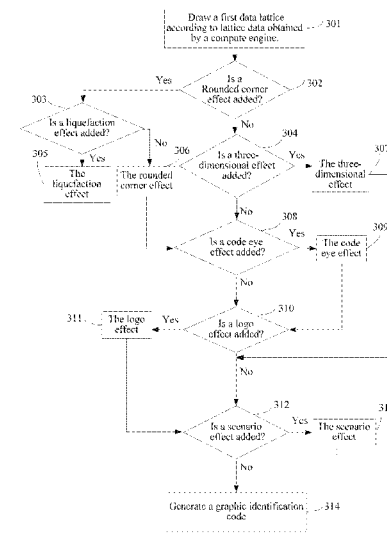 Draw a first data lattice
according to lattice data obtained
by a compute engine.
301
Is a
Rounded corner
effect added?
302
Yes
No
303
Is a liquefaction
effect added?
No
Yes
304
Is a three-
dimensional effect
added?
Yes
No
305
The
liquefaction
effect
306
The rounded
corner effect
The three-
dimensional
effect
308
Is a code eye
effect added?
Yes
No
309
The code
eye effect
310
Is a logo
effect added?
Yes
No
311
The logo
effect
312
Is a scenario
effect added?
Yes
No
The scenario
effect
Generate a graphic identification
code
314